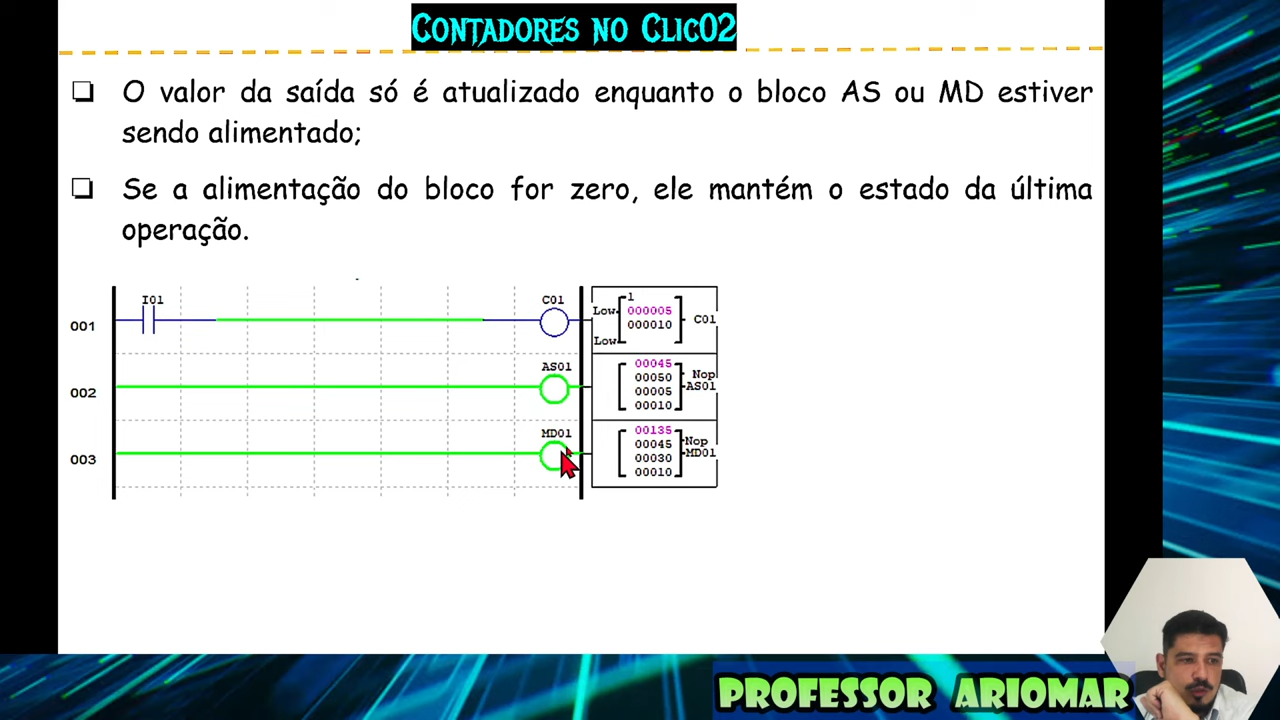 Contadores no Clic02
❑ O valor da saída só é atualizado enquanto o bloco AS ou MD estiver
sendo alimentado;
❑ Se a alimentação do bloco for zero, ele mantém o estado da última
operação.
I01 C01
001
Low 1
000005
000010
Low
C01
AS01
002
00045
00050
00005
00010
Nop
AS01
MD01
003
00135
00045
00030
00010
Nop
MD01
PROFESSOR ARIOMAR